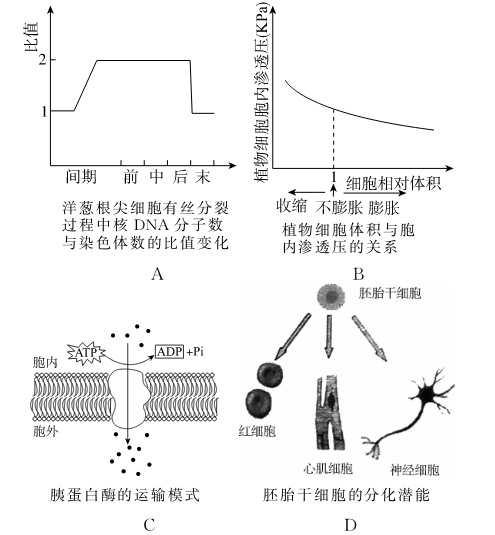 比值
2
1
间期 前 中 后 末
洋葱根尖细胞有丝分裂
过程中核DNA分子数
与染色体数的比值变化
A
植物细胞胞内渗透压(KPa)
1 细胞相对体积
收缩 不膨胀 膨胀
植物细胞体积与胞
内渗透压的关系
B
ATP ADP +Pi
胞内
胞外
胰蛋白酶的运输模式
C
胚胎干细胞
红细胞
心肌细胞
神经细胞
胚胎干细胞的分化潜能
D